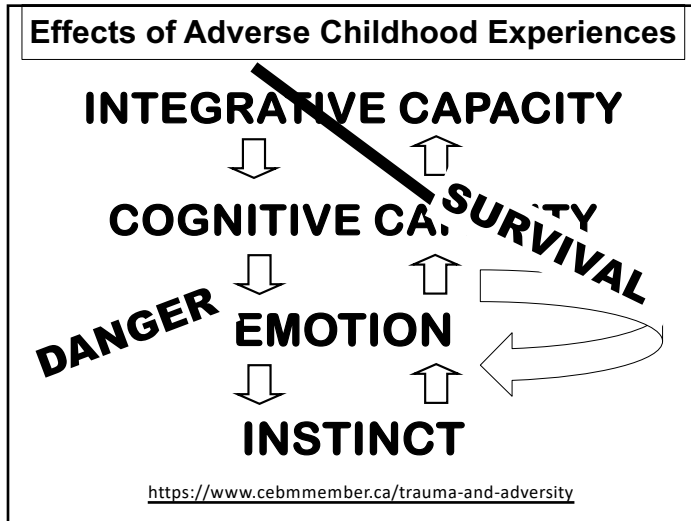 Effects of Adverse Childhood Experiences
INTEGRATIVE CAPACITY
COGNITIVE CAPACITY
SURVIVAL
DANGER
EMOTION
INSTINCT
https://www.cebmmember.ca/trauma-and-adversity